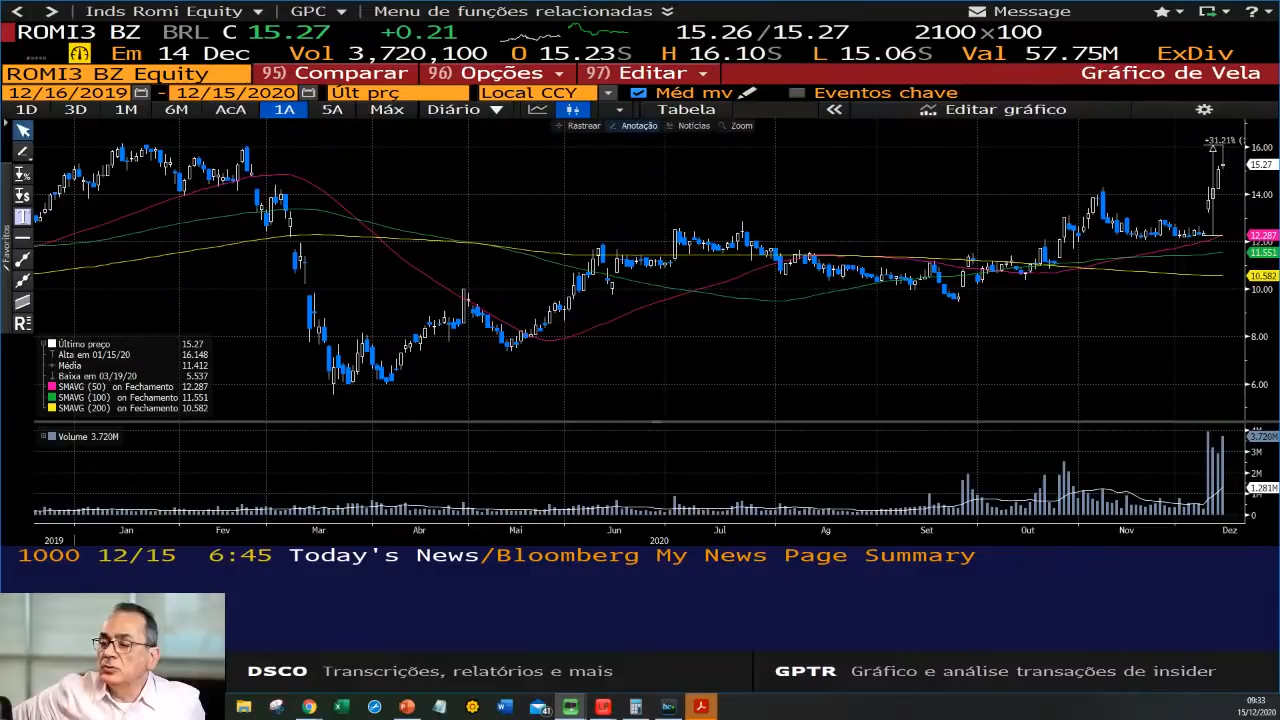 Inds Romi Equity GPC Menu de funções relacionadas Message ?
ROMI3 BZ BRL C 15.27 +0.21 15.26/15.27 2100×100
Em 14 Dec Vol 3,720,100 O 15.23S H 16.10S L 15.06S Val 57.75M ExDiv
ROMI3 BZ Equity 95) Comparar 96) Opções 97) Editar Gráfico de Vela
12/16/2019 - 12/15/2020 Últ prç Local CCY Méd mv Eventos chave
1D 3D 1M 6M AcA 1A 5A Máx Diário Tabela « Editar gráfico
Rastrear Anotação Notícias Zoom
+31.21%
16.00
15.27
14.00
12.287
12.00
11.551
10.582
10.00
8.00
6.00
Favoritos
Último preço 15.27
Alta em 01/15/20 16.148
Média 11.412
Baixa em 03/19/20 5.537
SMAVG (50) on Fechamento 12.287
SMAVG (100) on Fechamento 11.551
SMAVG (200) on Fechamento 10.582
Volume 3.720M
3.720M
3M
2M
1.281M
0
Jan Fev Mar Abr Mai Jun Jul Ag Set Out Nov Dez
2019 2020
1000 12/15 6:45 Today's News/Bloomberg My News Page Summary
DSCO Transcrições, relatórios e mais GPTR Gráfico e análise transações de insider
09:33
15/12/2020